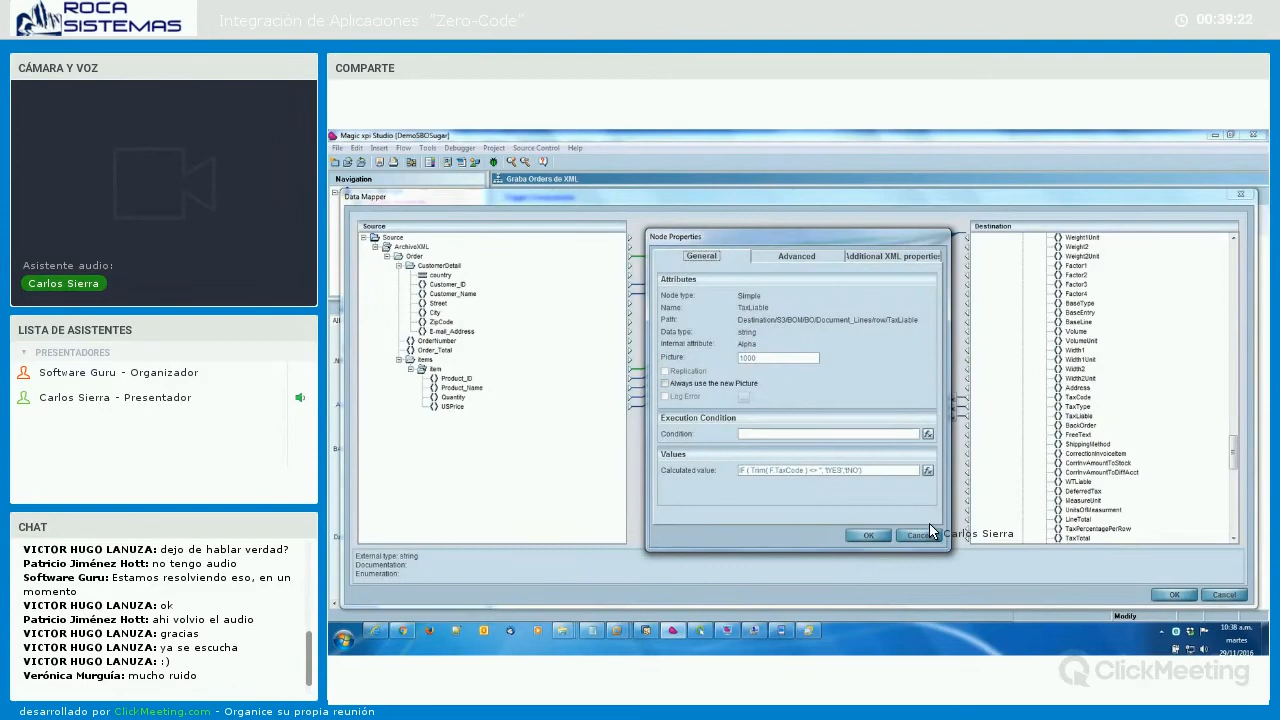 ROCA
SISTEMAS
Integración de Aplicaciones "Zero-Code"
00:39:22
CÁMARA Y VOZ
Asistente audio:
Carlos Sierra
LISTA DE ASISTENTES
PRESENTADORES
Software Guru - Organizador
Carlos Sierra - Presentador
CHAT
VICTOR HUGO LANUZA: dejo de hablar verdad?
Patricio Jiménez Hott: no tengo audio
Software Guru: Estamos resolviendo eso, en un
momento
VICTOR HUGO LANUZA: ok
Patricio Jiménez Hott: ahi volvio el audio
VICTOR HUGO LANUZA: gracias
VICTOR HUGO LANUZA: ya se escucha
VICTOR HUGO LANUZA: :)
Verónica Murguía: mucho ruido
COMPARTE
Magic xpi Studio [DemoSBOSugar]
File Edit Insert Flow Tools Debugger Project Source Control Help
Navigation
Graba Orders de XML
Data Mapper
Source
Source
ArchiveXML
Order
CustomerDetail
country
Customer_ID
Customer_Name
Street
City
ZipCode
E-mail_Address
OrderNumber
Order_Total
items
item
Product_ID
Product_Name
Quantity
USPrice
Node Properties
General
Advanced
Additional XML properties
Attributes
Node type: Simple
Name: TaxLiable
Path: Destination/S3/BOM/BO/Document_Lines/row/TaxLiable
Data type: string
Internal attribute: Alpha
Picture: 1000
Replication
Always use the new Picture
Log Error
Execution Condition
Condition:
Values
Calculated value: IF ( Trim( F.TaxCode ) <> '', 'tYES','tNO')
OK
Cancel
Carlos Sierra
Destination
Weight1Unit
Weight2
Weight2Unit
Factor1
Factor2
Factor3
Factor4
BaseType
BaseEntry
BaseLine
Volume
VolumeUnit
Width1
Width1Unit
Width2
Width2Unit
Address
TaxCode
TaxType
TaxLiable
BackOrder
FreeText
ShippingMethod
CorrectionInvoiceItem
CorrInvAmountToStock
CorrInvAmountToDiffAcct
WTLiable
DeferredTax
MeasureUnit
UnitsOfMeasurment
LineTotal
TaxPercentagePerRow
TaxTotal
External type: string
Documentation:
Enumeration:
OK
Cancel
Modify
10:38 a.m.
martes
29/11/2016
ClickMeeting
desarrollado por ClickMeeting.com - Organice su propia reunión